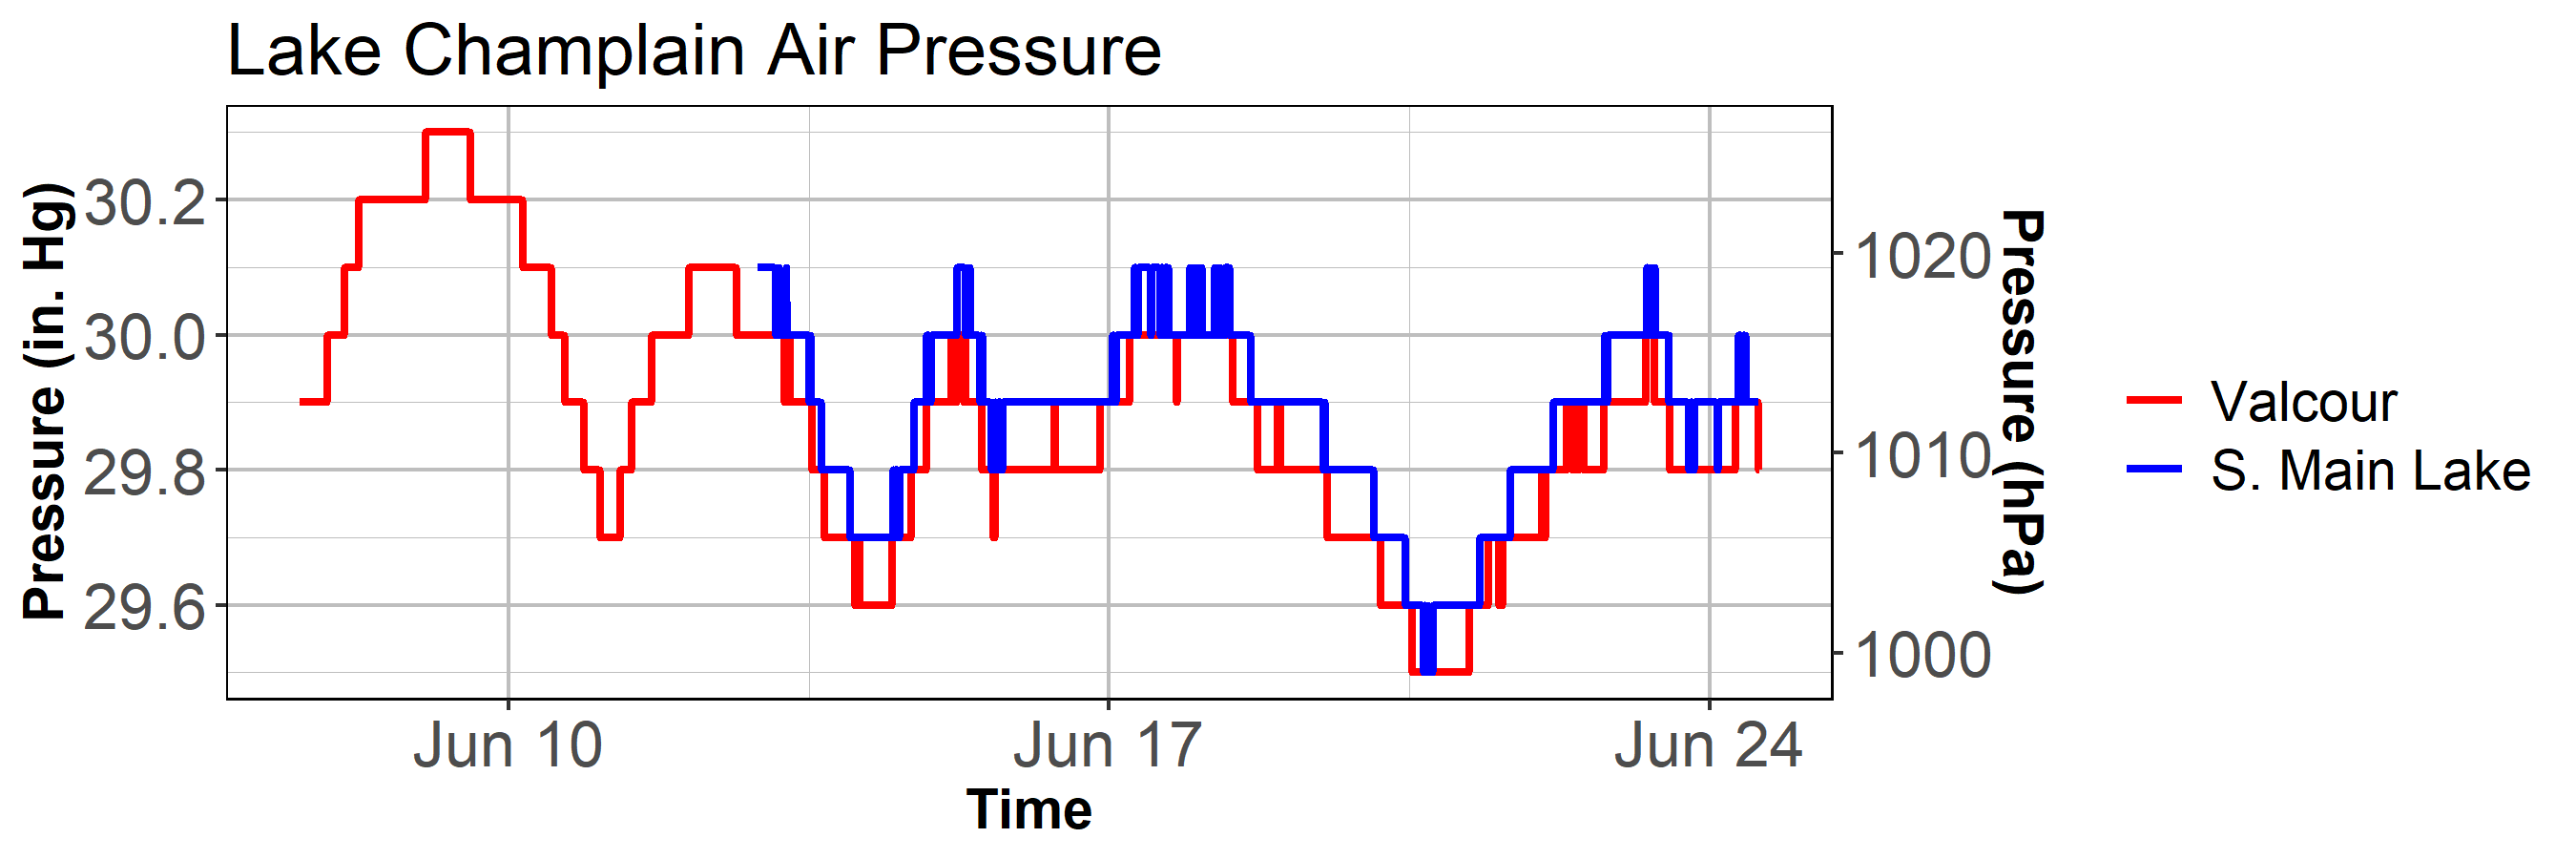 Lake Champlain Air Pressure
Pressure (in. Hg)
30.2
30.0
29.8
29.6
1020
1010
1000
Pressure (hPa)
Valcour
S. Main Lake
Jun 10
Jun 17
Jun 24
Time